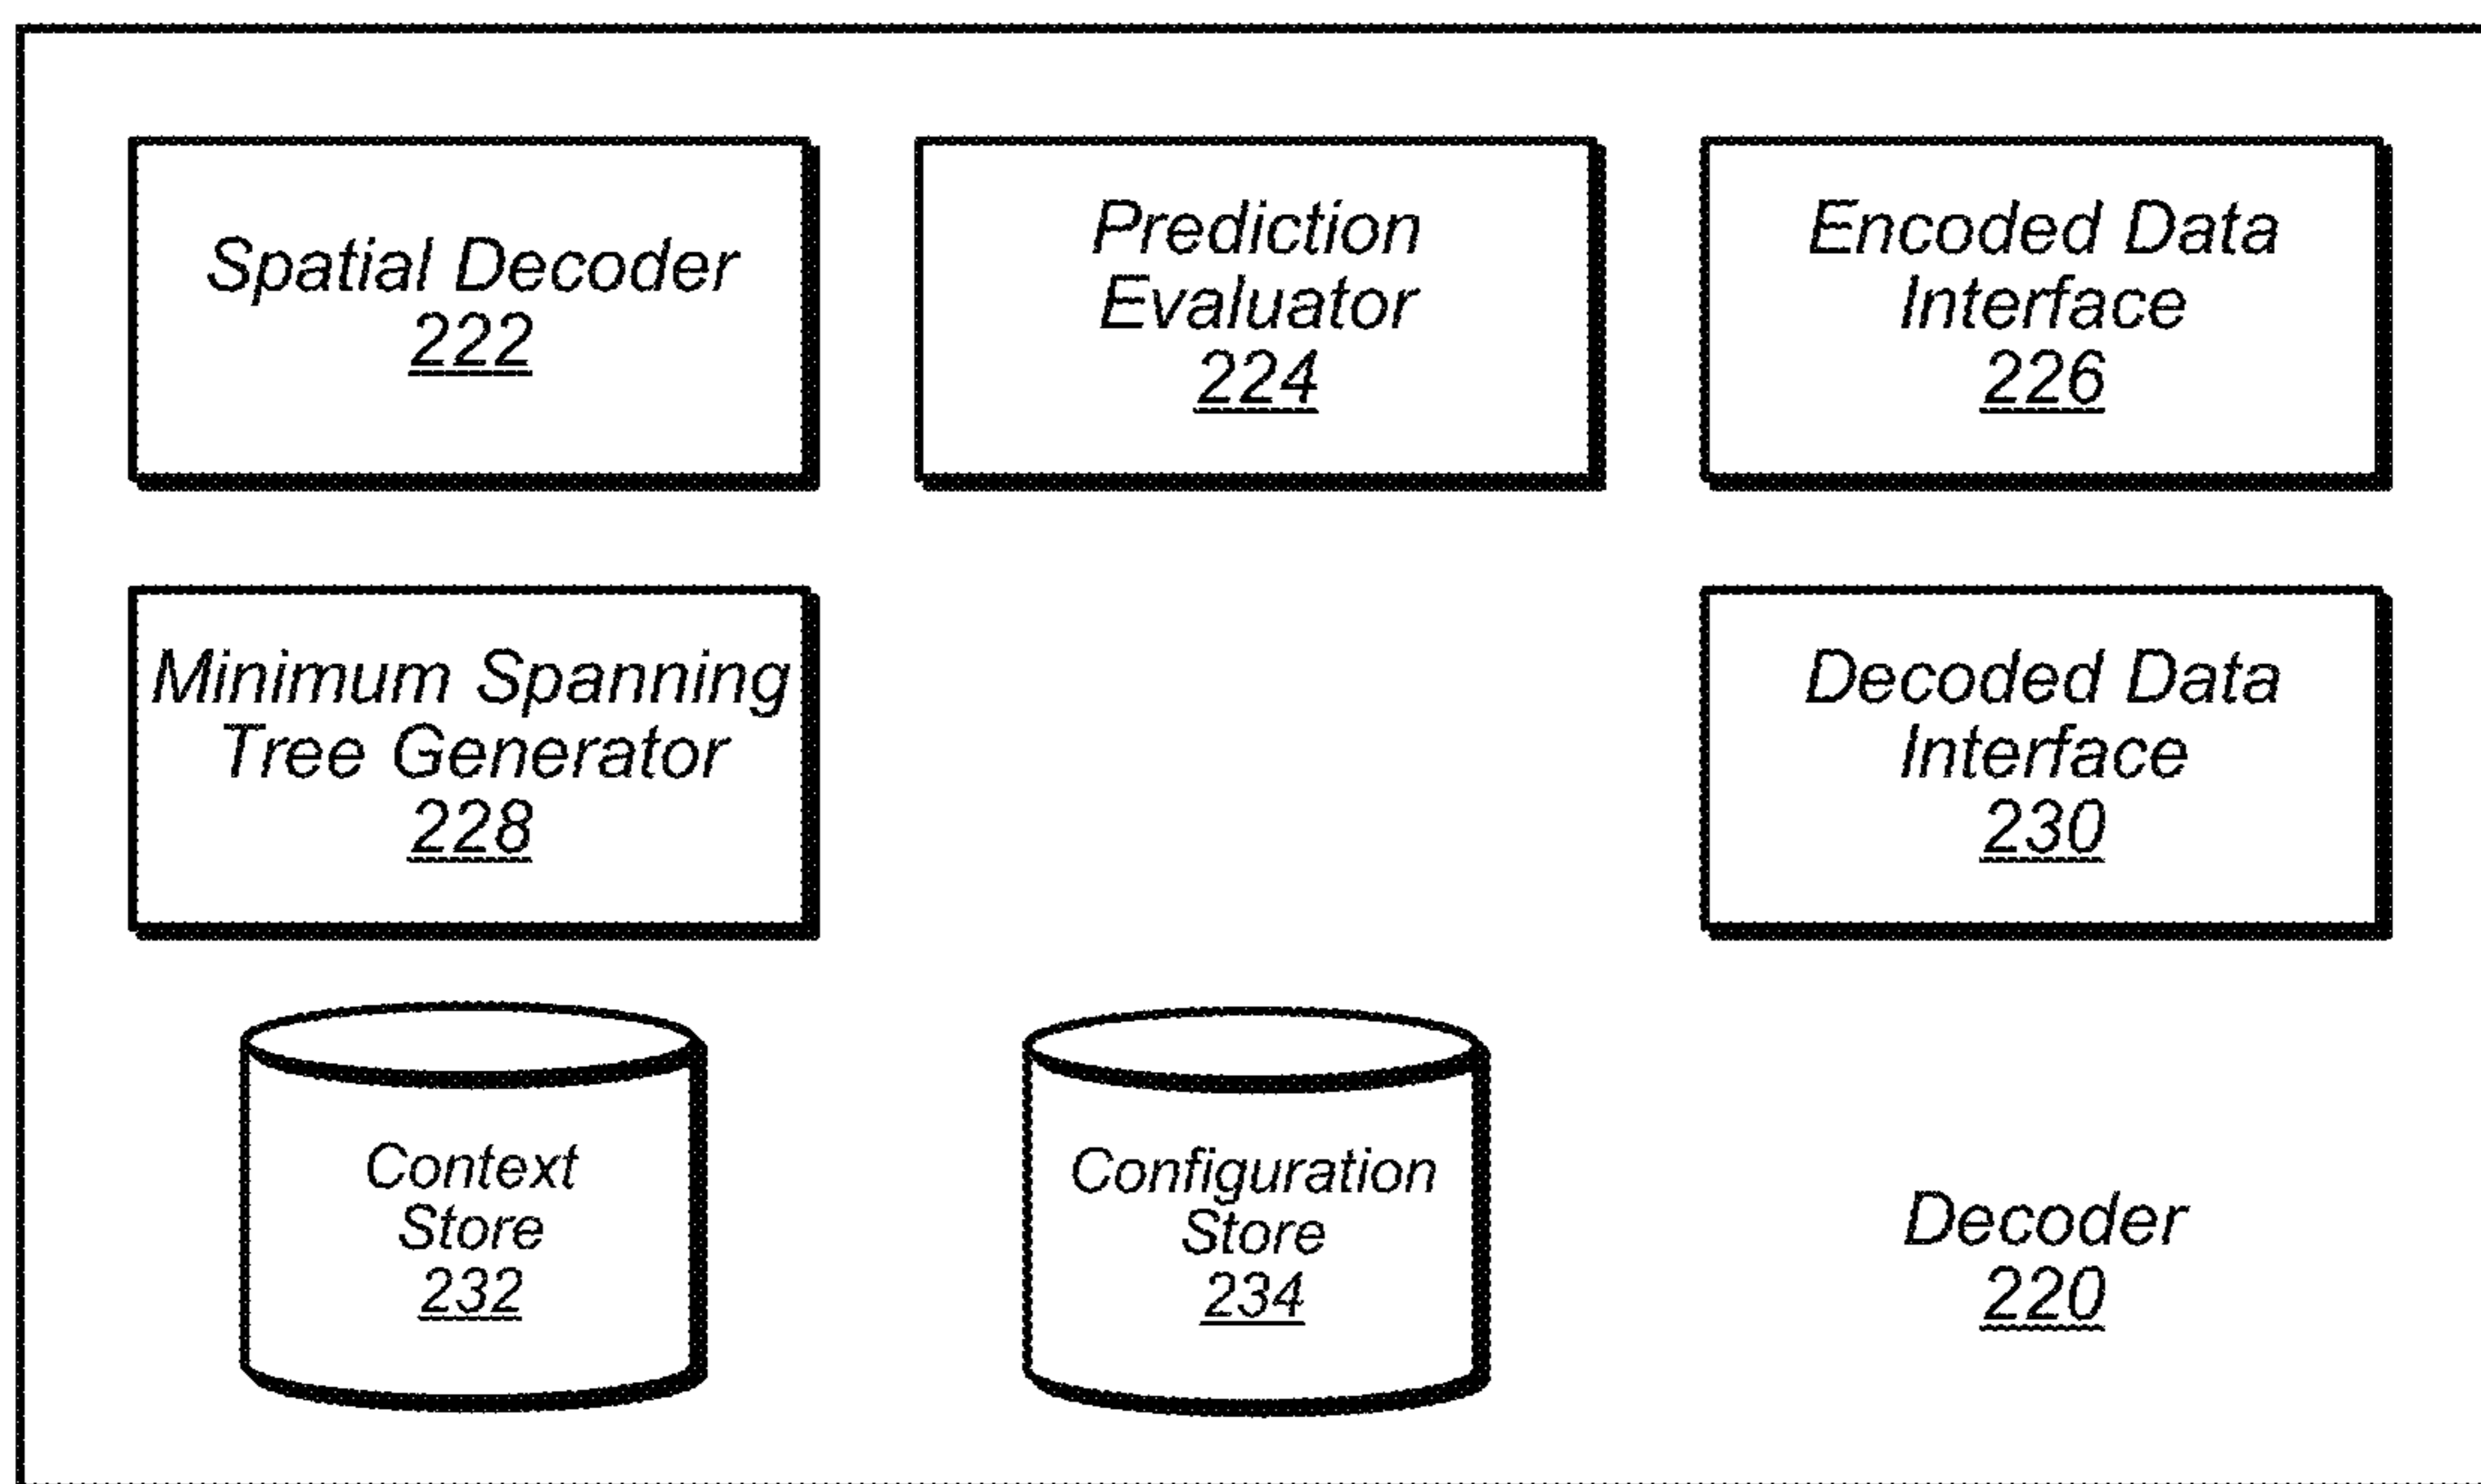 Spatial Decoder
222
Prediction
Evaluator
224
Encoded Data
Interface
226
Minimum Spanning
Tree Generator
228
Decoded Data
Interface
230
Context
Store
232
Configuration
Store
234
Decoder
220